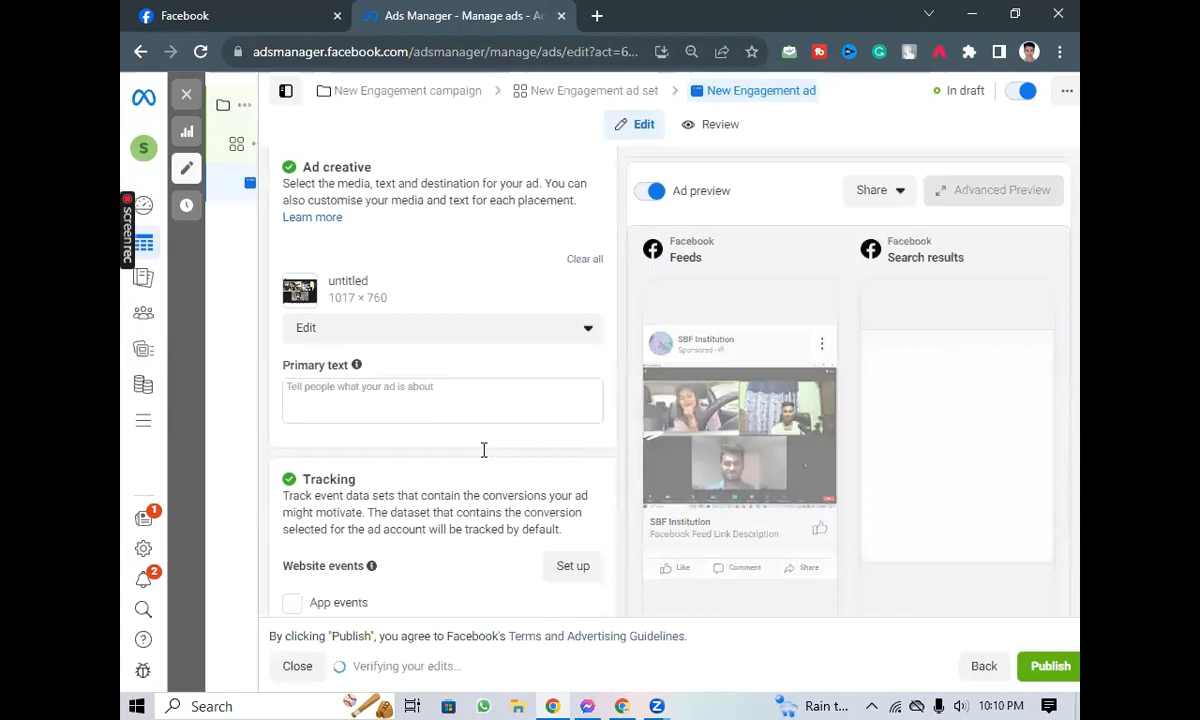 Facebook
Ads Manager - Manage ads - Ad
adsmanager.facebook.com/adsmanager/manage/ads/edit?act=6...
New Engagement campaign
New Engagement ad set
New Engagement ad
In draft
Edit
Review
S
Ad creative
Select the media, text and destination for your ad. You can
also customise your media and text for each placement.
Learn more
Clear all
untitled
1017 × 760
Edit
Primary text
Tell people what your ad is about
Tracking
Track event data sets that contain the conversions your ad
might motivate. The dataset that contains the conversion
selected for the ad account will be tracked by default.
Website events
Set up
App events
Ad preview
Share
Advanced Preview
Facebook
Feeds
Facebook
Search results
SBF Institution
Sponsored
SBF Institution
Facebook Feed Link Description
Like
Comment
Share
1
2
screenrec
By clicking "Publish", you agree to Facebook's Terms and Advertising Guidelines.
Close
Verifying your edits...
Back
Publish
Search
Rain t...
10:10 PM